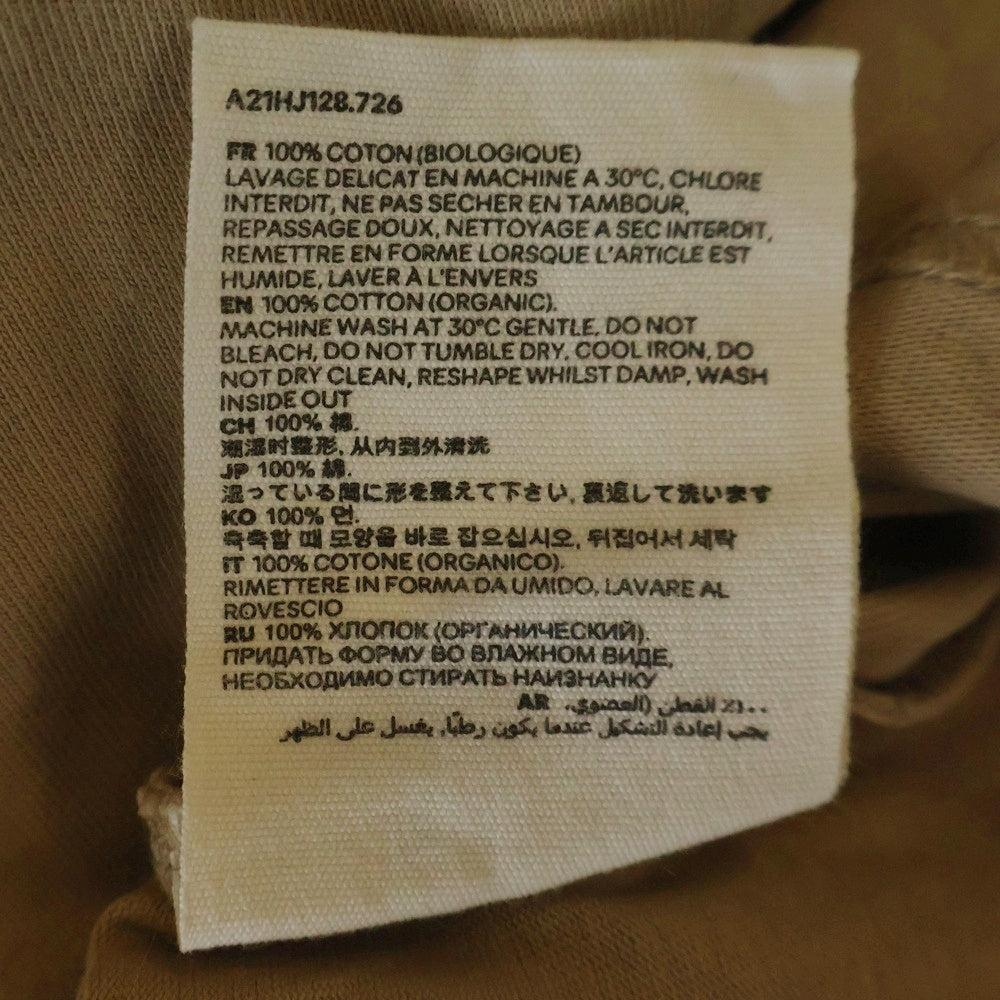 A21HJ128.726
FR 100% COTON (BIOLOGIQUE)
LAVAGE DELICAT EN MACHINE A 30°C, CHLORE
INTERDIT, NE PAS SECHER EN TAMBOUR,
REPASSAGE DOUX, NETTOYAGE A SEC INTERDIT,
REMETTRE EN FORME LORSQUE L'ARTICLE EST
HUMIDE, LAVER À L'ENVERS
EN 100% COTTON (ORGANIC).
MACHINE WASH AT 30°C GENTLE, DO NOT
BLEACH, DO NOT TUMBLE DRY, COOL IRON, DO
NOT DRY CLEAN, RESHAPE WHILST DAMP, WASH
INSIDE OUT
CH 100% 棉.
潮湿时整形, 从内到外清洗
JP 100% 綿.
湿っている間に形を整えて下さい, 裏返して洗います
KO 100% 면.
축축할 때 모양을 바로 잡으십시오, 뒤집어서 세탁
IT 100% COTONE (ORGANICO).
RIMETTERE IN FORMA DA UMIDO, LAVARE AL
ROVESCIO
RU 100% ХЛОПОК (ОРГАНИЧЕСКИЙ).
ПРИДАТЬ ФОРМУ ВО ВЛАЖНОМ ВИДЕ,
НЕОБХОДИМО СТИРАТЬ НАИЗНАНКУ
١٠٠٪ القطن (العضوي). AR
يجب إعادة التشكيل عندما يكون رطبًا, يغسل على الظهر